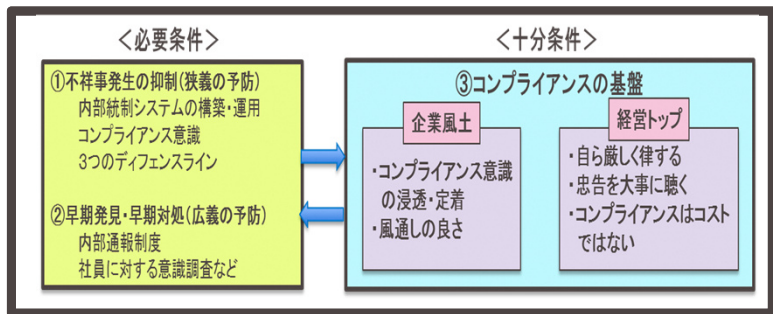 ＜必要条件＞
①不祥事発生の抑制(狭義の予防)
内部統制システムの構築・運用
コンプライアンス意識
3つのディフェンスライン
②早期発見・早期対処(広義の予防)
内部通報制度
社員に対する意識調査など
＜十分条件＞
③コンプライアンスの基盤
企業風土
・コンプライアンス意識
の浸透・定着
・風通しの良さ
経営トップ
・自ら厳しく律する
・忠告を大事に聴く
・コンプライアンスはコスト
ではない